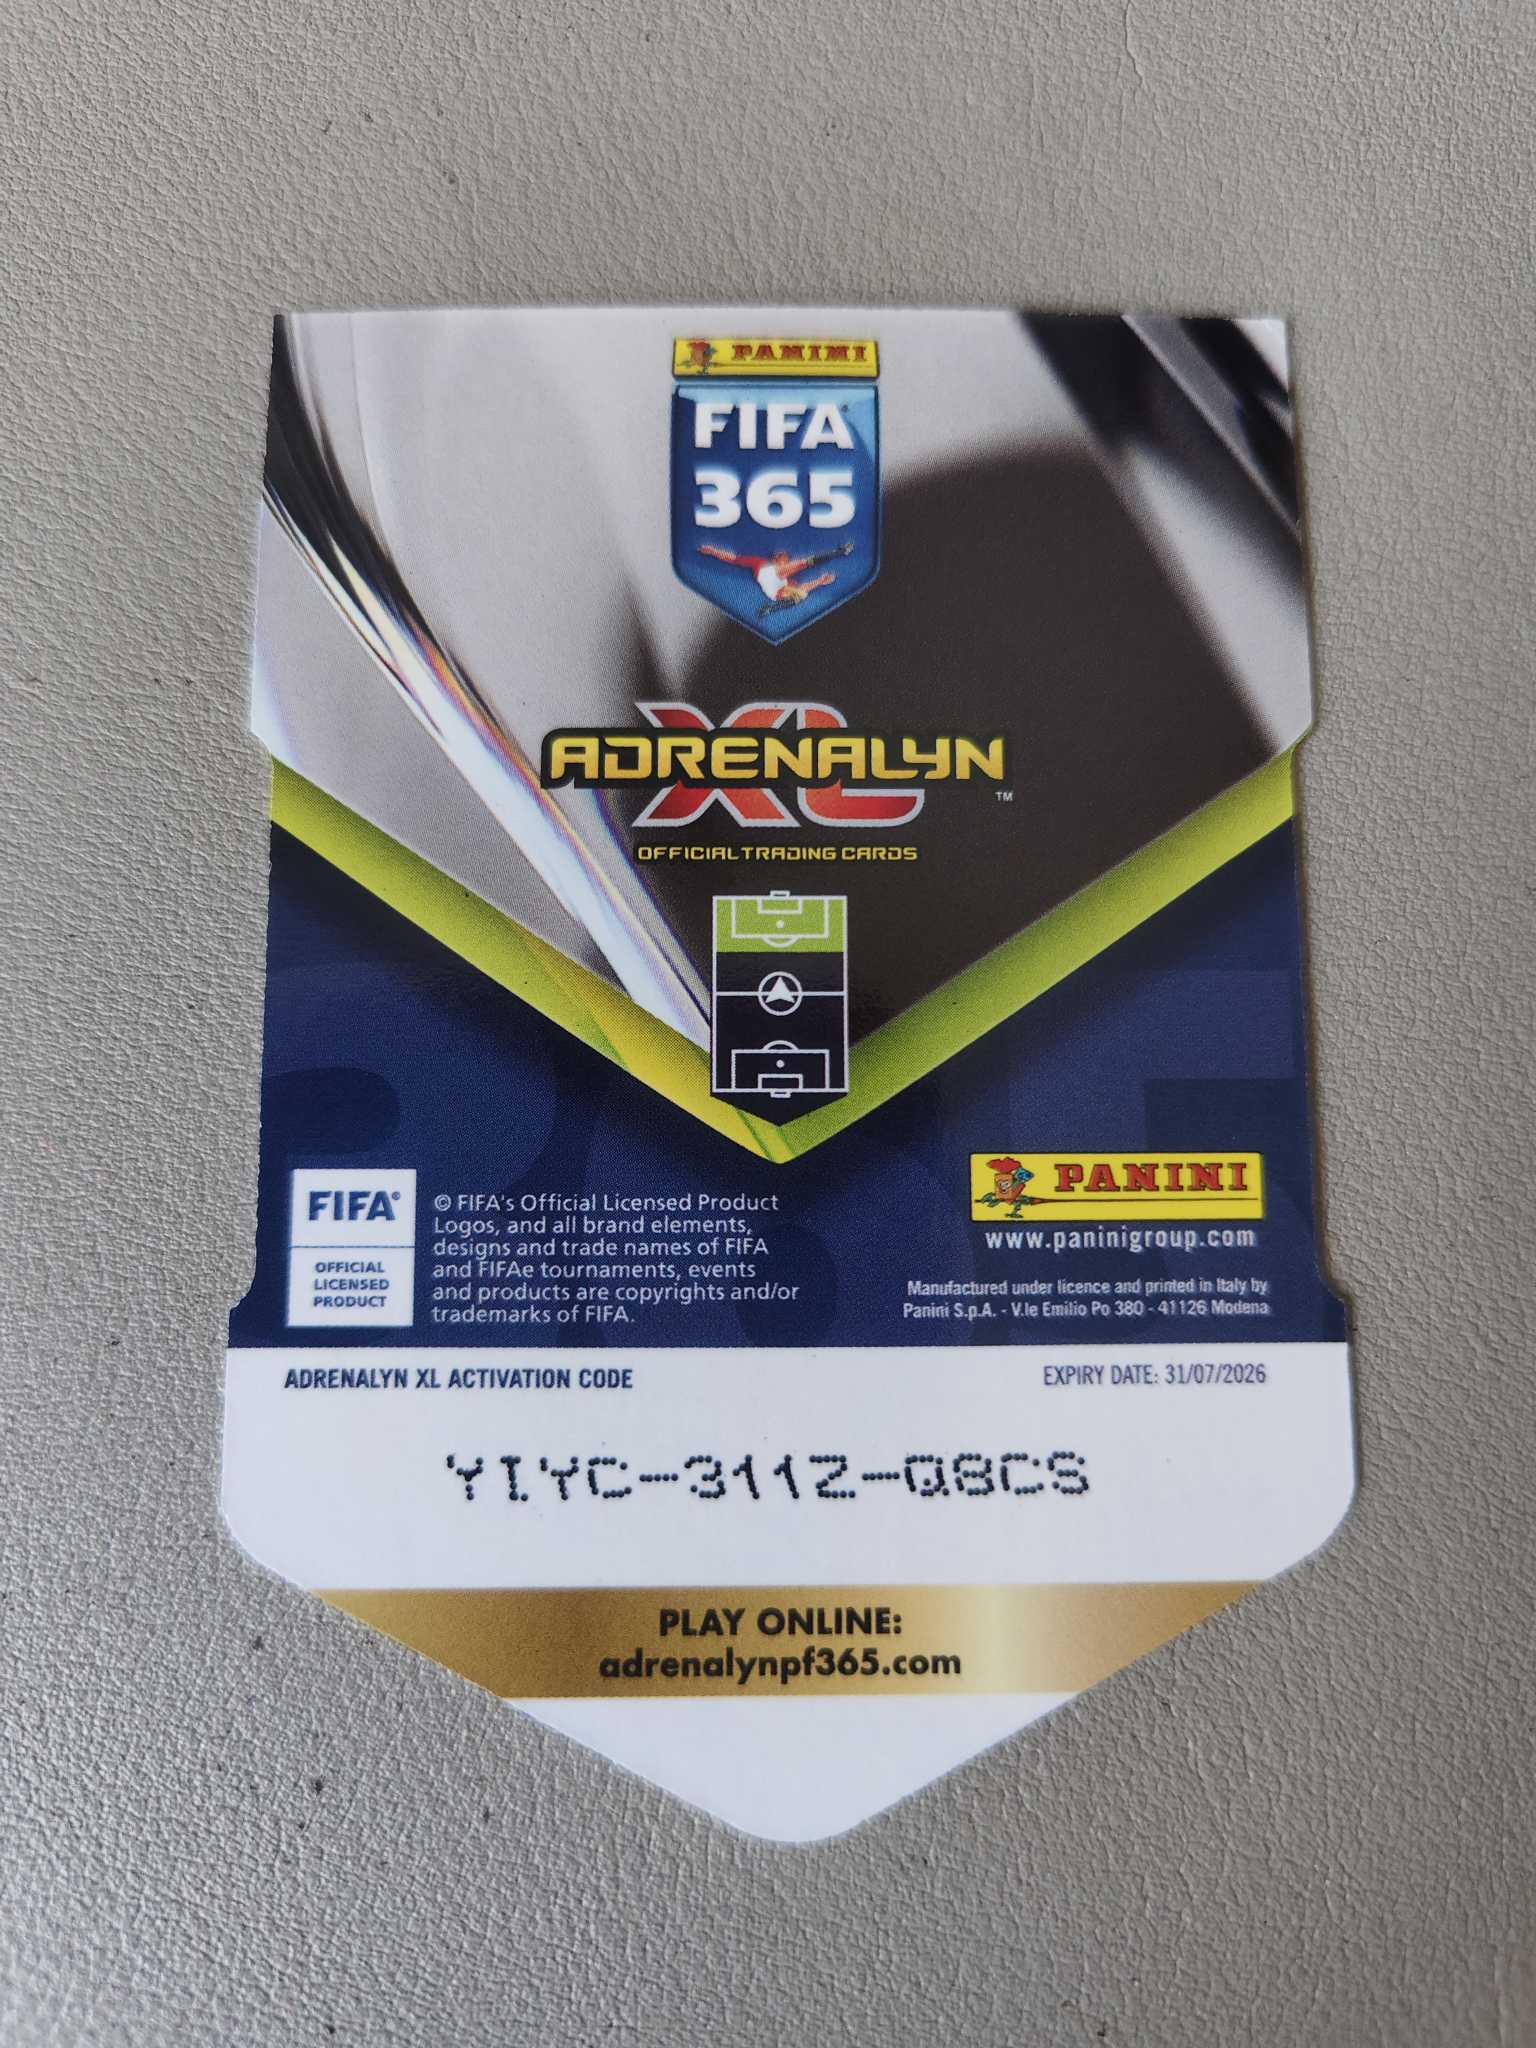 PANINI
FIFA
365
ADRENALYN
XL
TM
OFFICIAL TRADING CARDS
FIFA®
OFFICIAL
LICENSED
PRODUCT
© FIFA's Official Licensed Product
Logos, and all brand elements,
designs and trade names of FIFA
and FIFAe tournaments, events
and products are copyrights and/or
trademarks of FIFA.
PANINI
www.paninigroup.com
Manufactured under licence and printed in Italy by
Panini S.p.A. - V.le Emilio Po 380 - 41126 Modena
ADRENALYN XL ACTIVATION CODE
EXPIRY DATE: 31/07/2026
YIYC-311Z-Q8CS
PLAY ONLINE:
adrenalynpf365.com